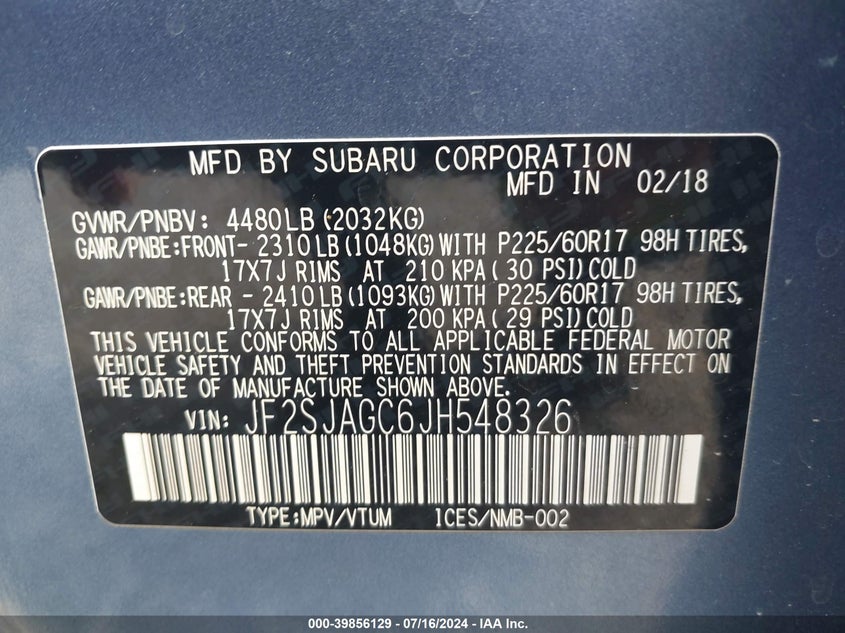 MFD BY SUBARU CORPORATION
MFD IN 02/18
GVWR/PNBV: 4480LB (2032KG)
GAWR/PNBE:FRONT- 2310LB (1048KG) WITH P225/60R17 98H TIRES,
17X7J RIMS AT 210 KPA ( 30 PSI) COLD
GAWR/PNBE:REAR - 2410LB (1093KG) WITH P225/60R17 98H TIRES,
17X7J RIMS AT 200 KPA ( 29 PSI) COLD
THIS VEHICLE CONFORMS TO ALL APPLICABLE FEDERAL MOTOR
VEHICLE SAFETY AND THEFT PREVENTION STANDARDS IN EFFECT ON
THE DATE OF MANUFACTURE SHOWN ABOVE.
VIN: JF2SJAGC6JH548326
TYPE:MPV/VTUM ICES/NMB-002
000-39856129 - 07/16/2024 - IAA Inc.